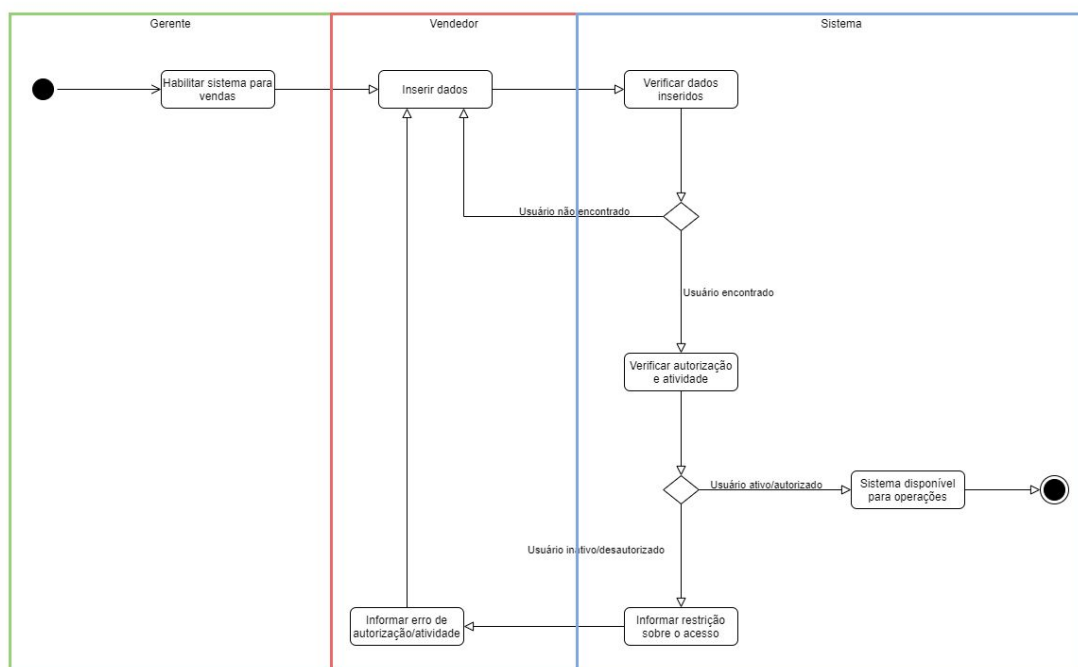 Gerente
Vendedor
Sistema
Habilitar sistema para
vendas
Inserir dados
Verificar dados
inseridos
Usuário não encontrado
Usuário encontrado
Verificar autorização
e atividade
Usuário ativo/autorizado
Sistema disponível
para operações
Usuário inativo/desautorizado
Informar erro de
autorização/atividade
Informar restrição
sobre o acesso